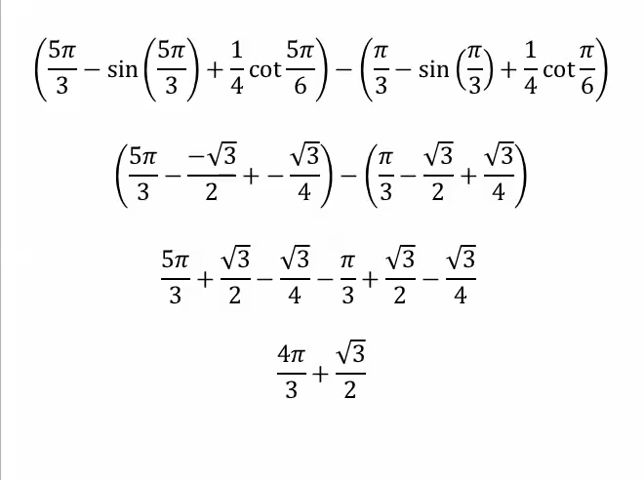 (5π/3 − sin(5π/3) + 1/4 cot 5π/6) − (π/3 − sin(π/3) + 1/4 cot π/6)
(5π/3 − −√3/2 + − √3/4) − (π/3 − √3/2 + √3/4)
5π/3 + √3/2 − √3/4 − π/3 + √3/2 − √3/4
4π/3 + √3/2